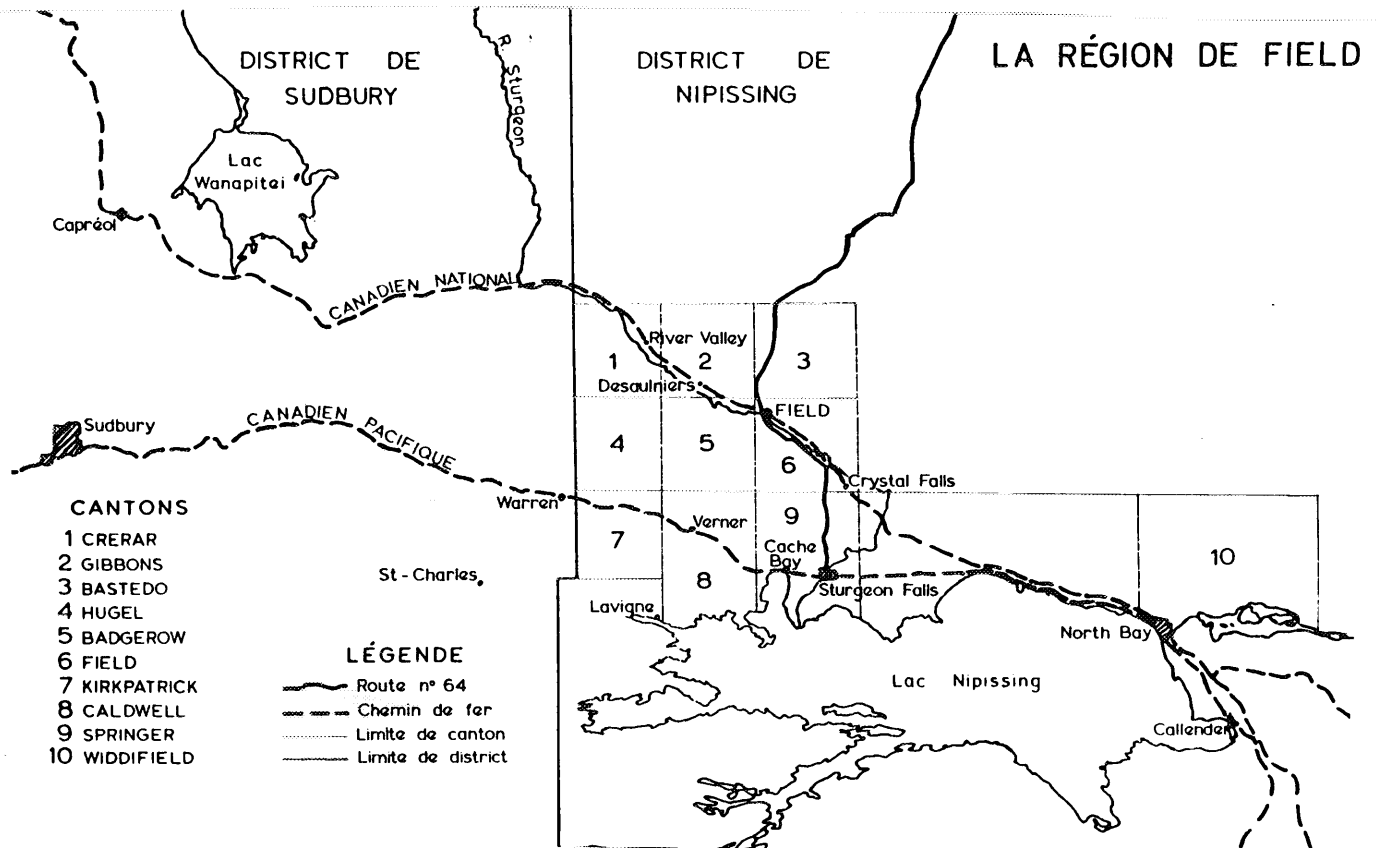 LA RÉGION DE FIELD
DISTRICT DE
SUDBURY
R. Sturgeon
DISTRICT DE
NIPISSING
Lac
Wanapitei
Capréol
CANADIEN NATIONAL
River Valley
1
2
3
Desaulniers
FIELD
Sudbury
CANADIEN PACIFIQUE
4
5
6
Crystal Falls
Warren
Verner
9
7
Cache
Bay
10
8
St-Charles
Sturgeon Falls
Lavigne
North Bay
Lac Nipissing
Callender
CANTONS
1 CRERAR
2 GIBBONS
3 BASTEDO
4 HUGEL
5 BADGEROW
6 FIELD
7 KIRKPATRICK
8 CALDWELL
9 SPRINGER
10 WIDDIFIELD
LÉGENDE
Route n° 64
Chemin de fer
Limite de canton
Limite de district